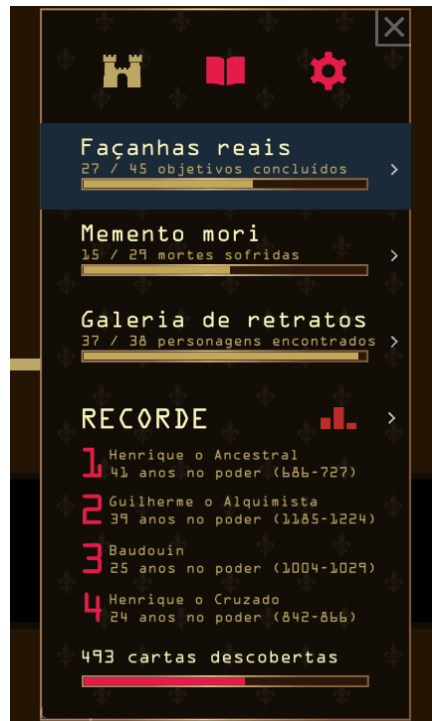 Façanhas reais
27 / 45 objetivos concluídos
Memento mori
15 / 29 mortes sofridas
Galeria de retratos
37 / 38 personagens encontrados
RECORDE
1 Henrique o Ancestral
41 anos no poder (686-727)
2 Guilherme o Alquimista
39 anos no poder (1185-1224)
3 Baudouin
25 anos no poder (1004-1029)
4 Henrique o Cruzado
24 anos no poder (842-866)
493 cartas descobertas